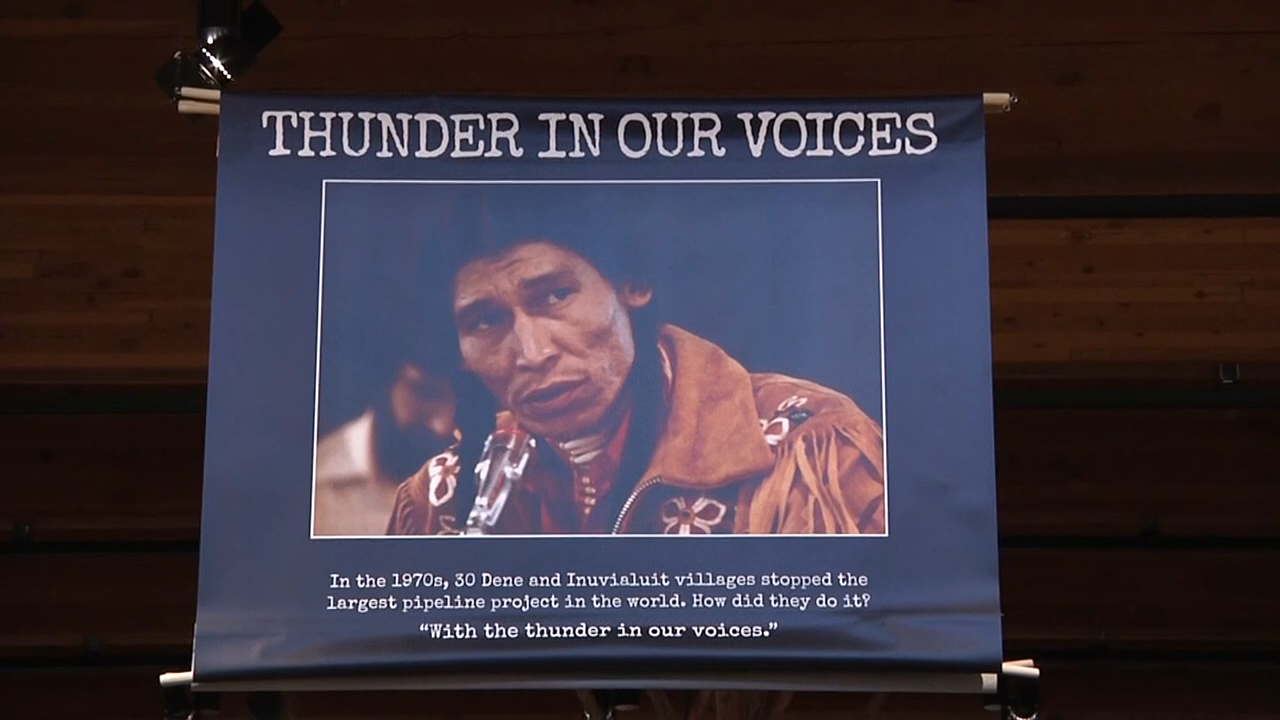 THUNDER IN OUR VOICES
In the 1970s, 30 Dene and Inuvialuit villages stopped the
largest pipeline project in the world. How did they do it?
“With the thunder in our voices.”